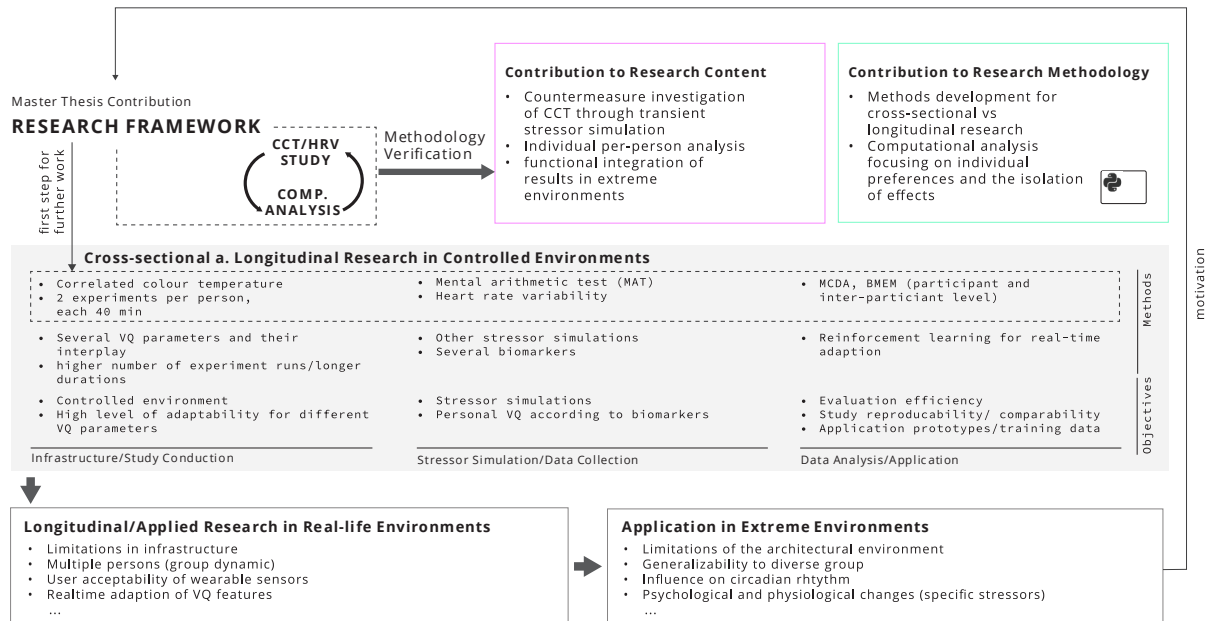 Master Thesis Contribution
RESEARCH FRAMEWORK
CCT/HRV
STUDY
COMP.
ANALYSIS
Methodology
Verification
first step for
further work
Contribution to Research Content
• Countermeasure investigation
of CCT through transient
stressor simulation
• Individual per-person analysis
• functional integration of
results in extreme
environments
Contribution to Research Methodology
• Methods development for
cross-sectional vs
longitudinal research
• Computational analysis
focusing on individual
preferences and the isolation
of effects
motivation
Cross-sectional a. Longitudinal Research in Controlled Environments
• Correlated colour temperature
• 2 experiments per person,
each 40 min
• Mental arithmetic test (MAT)
• Heart rate variability
• MCDA, BMEM (participant and
inter-particiant level)
Methods
• Several VQ parameters and their
interplay
• higher number of experiment runs/longer
durations
• Other stressor simulations
• Several biomarkers
• Reinforcement learning for real-time
adaption
• Controlled environment
• High level of adaptability for different
VQ parameters
• Stressor simulations
• Personal VQ according to biomarkers
• Evaluation efficiency
• Study reproducability/ comparability
• Application prototypes/training data
Objectives
Infrastructure/Study Conduction
Stressor Simulation/Data Collection
Data Analysis/Application
Longitudinal/Applied Research in Real-life Environments
• Limitations in infrastructure
• Multiple persons (group dynamic)
• User acceptability of wearable sensors
• Realtime adaption of VQ features
...
Application in Extreme Environments
• Limitations of the architectural environment
• Generalizability to diverse group
• Influence on circadian rhtythm
• Psychological and physiological changes (specific stressors)
...